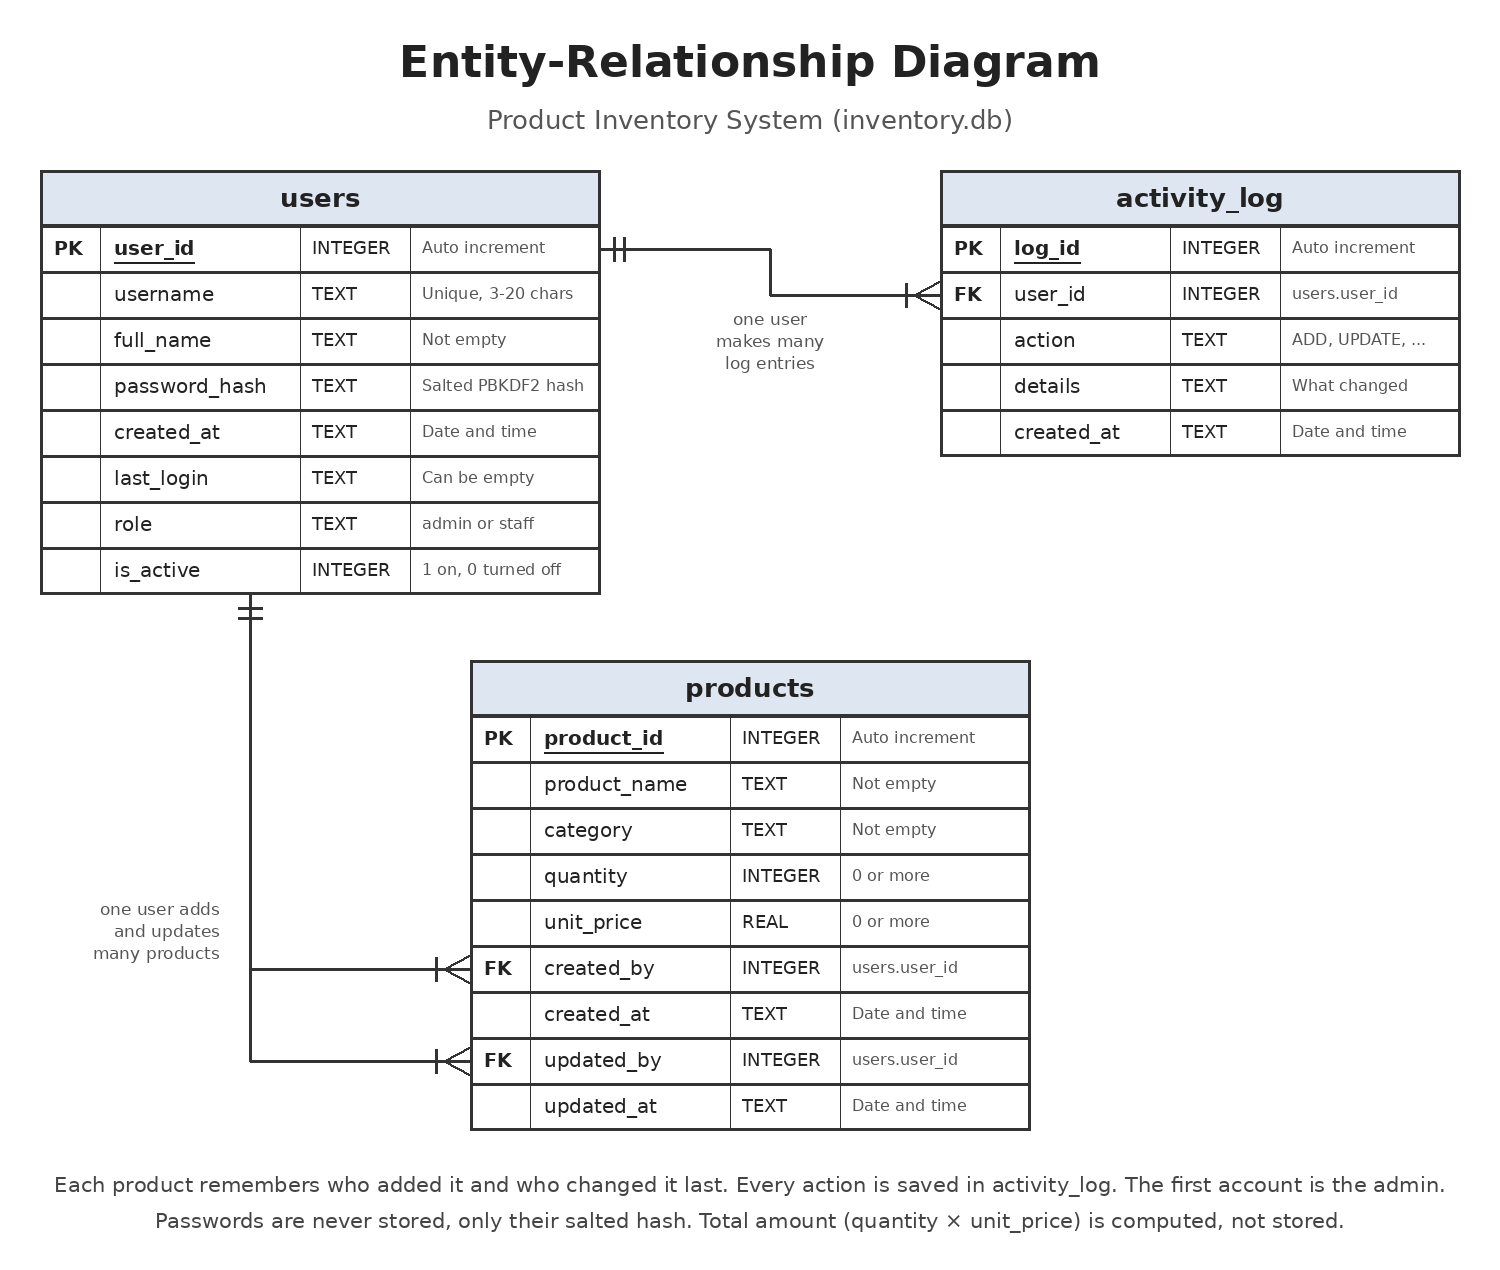 Entity-Relationship Diagram
Product Inventory System (inventory.db)
users
PK user_id INTEGER Auto increment
username TEXT Unique, 3-20 chars
full_name TEXT Not empty
password_hash TEXT Salted PBKDF2 hash
created_at TEXT Date and time
last_login TEXT Can be empty
role TEXT admin or staff
is_active INTEGER 1 on, 0 turned off
one user
makes many
log entries
activity_log
PK log_id INTEGER Auto increment
FK user_id INTEGER users.user_id
action TEXT ADD, UPDATE, ...
details TEXT What changed
created_at TEXT Date and time
one user adds
and updates
many products
products
PK product_id INTEGER Auto increment
product_name TEXT Not empty
category TEXT Not empty
quantity INTEGER 0 or more
unit_price REAL 0 or more
FK created_by INTEGER users.user_id
created_at TEXT Date and time
FK updated_by INTEGER users.user_id
updated_at TEXT Date and time
Each product remembers who added it and who changed it last. Every action is saved in activity_log. The first account is the admin.
Passwords are never stored, only their salted hash. Total amount (quantity × unit_price) is computed, not stored.